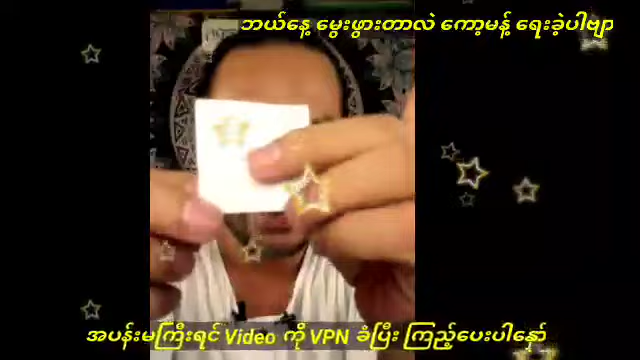 ဘယ်နေ့ မွေးဖွားတာလဲ ကော့မန့် ရေးခဲ့ပါဗျာ
အပန်းမကြီးရင် Video ကို VPN ခံပြီး ကြည့်ပေးပါနှော်